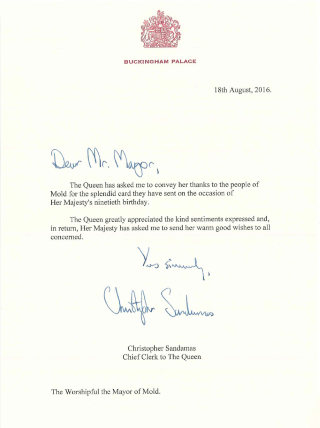 BUCKINGHAM PALACE
18th August, 2016.
Dear Mr. Mayor,
The Queen has asked me to convey her thanks to the people of
Mold for the splendid card they have sent on the occasion of
Her Majesty's ninetieth birthday.
The Queen greatly appreciated the kind sentiments expressed and,
in return, Her Majesty has asked me to send her warm good wishes to all
concerned.
Yours sincerely,
Christopher Sandamas
Christopher Sandamas
Chief Clerk to The Queen
The Worshipful the Mayor of Mold.